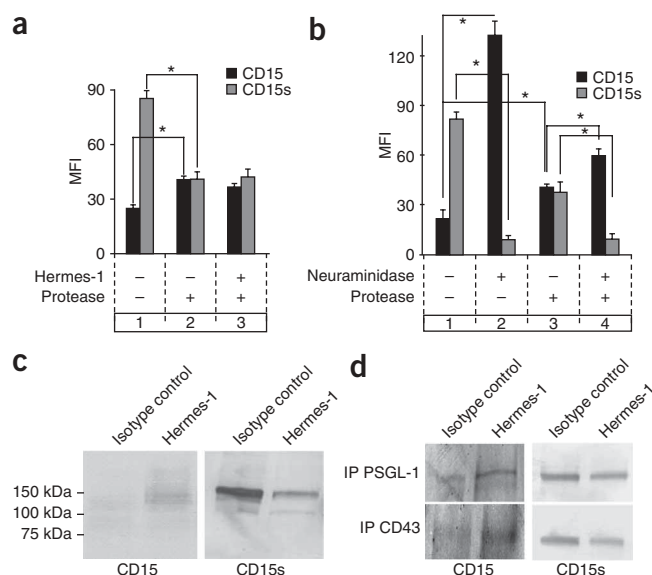 a
*
*
CD15
CD15s
MFI
90
60
30
0
Hermes-1 – – +
Protease – + +
1 2 3
b
*
*
*
*
*
CD15
CD15s
MFI
120
90
60
30
0
Neuraminidase – + – +
Protease – – + +
1 2 3 4
c
Isotype control
Hermes-1
Isotype control
Hermes-1
150 kDa
100 kDa
75 kDa
CD15
CD15s
d
Isotype control
Hermes-1
Isotype control
Hermes-1
IP PSGL-1
IP CD43
CD15
CD15s